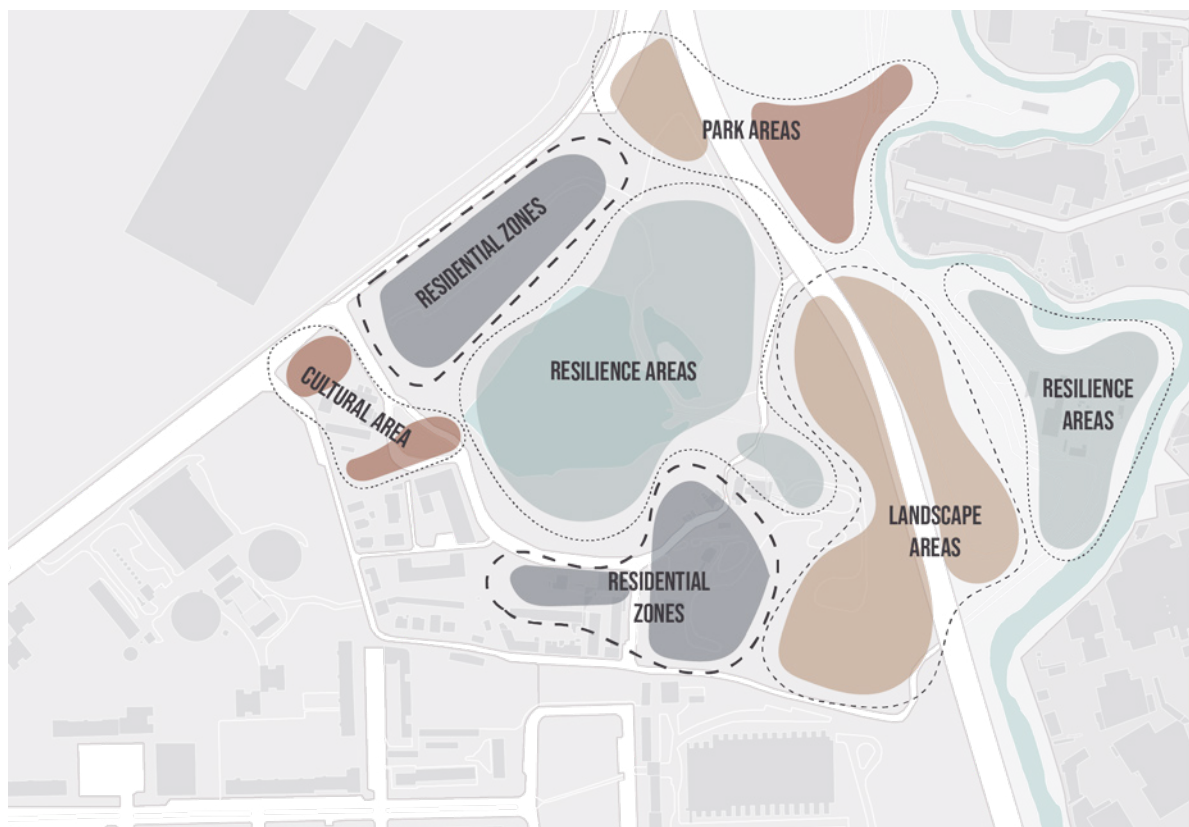 PARK AREAS
RESIDENTIAL ZONES
RESILIENCE AREAS
CULTURAL AREA
RESILIENCE
AREAS
LANDSCAPE
AREAS
RESIDENTIAL
ZONES